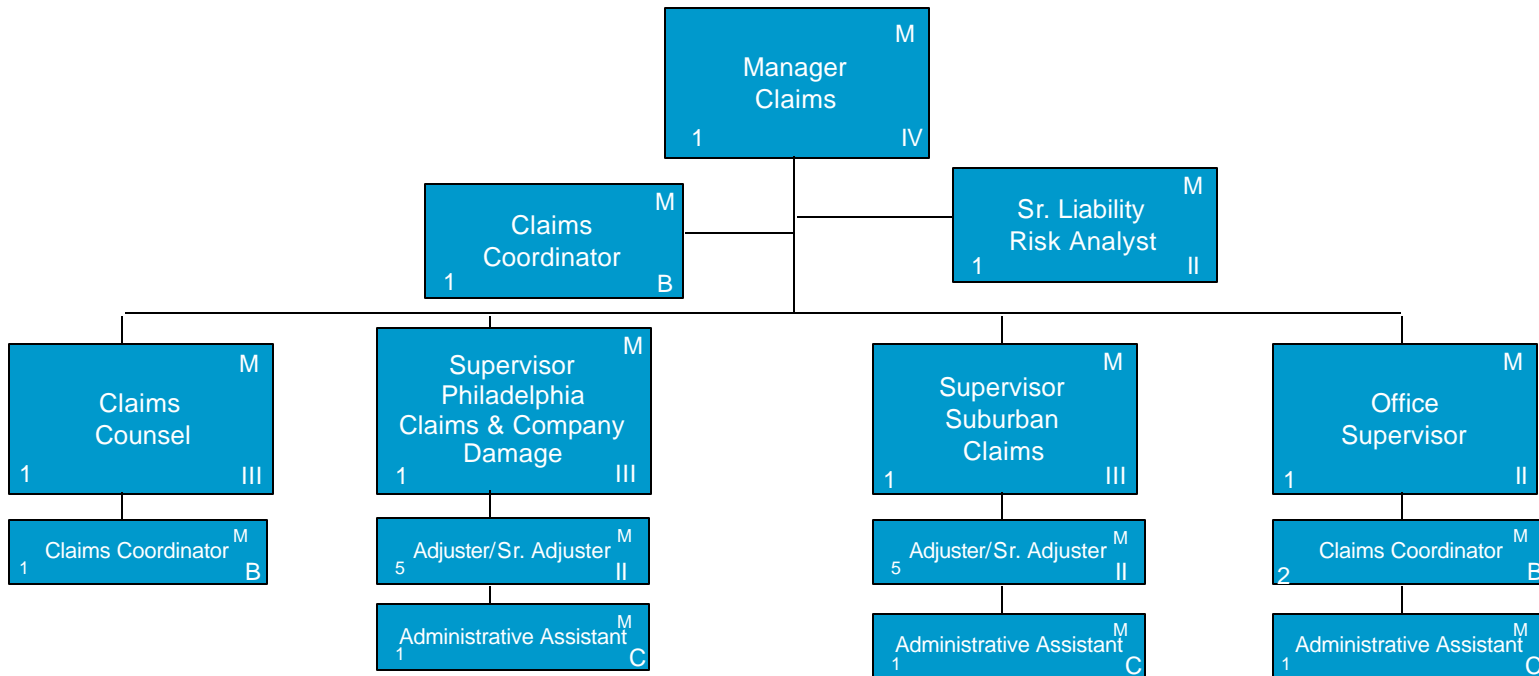 M
Manager
Claims
1 IV
M
Claims
Coordinator
1 B
M
Sr. Liability
Risk Analyst
1 II
M
Claims
Counsel
1 III
M
Supervisor
Philadelphia
Claims & Company
Damage
1 III
M
Supervisor
Suburban
Claims
1 III
M
Office
Supervisor
1 II
Claims Coordinator M
1 B
Adjuster/Sr. Adjuster M
5 II
Adjuster/Sr. Adjuster M
5 II
Claims Coordinator M
2 B
Administrative Assistant M
1 C
Administrative Assistant M
1 C
Administrative Assistant M
1 C